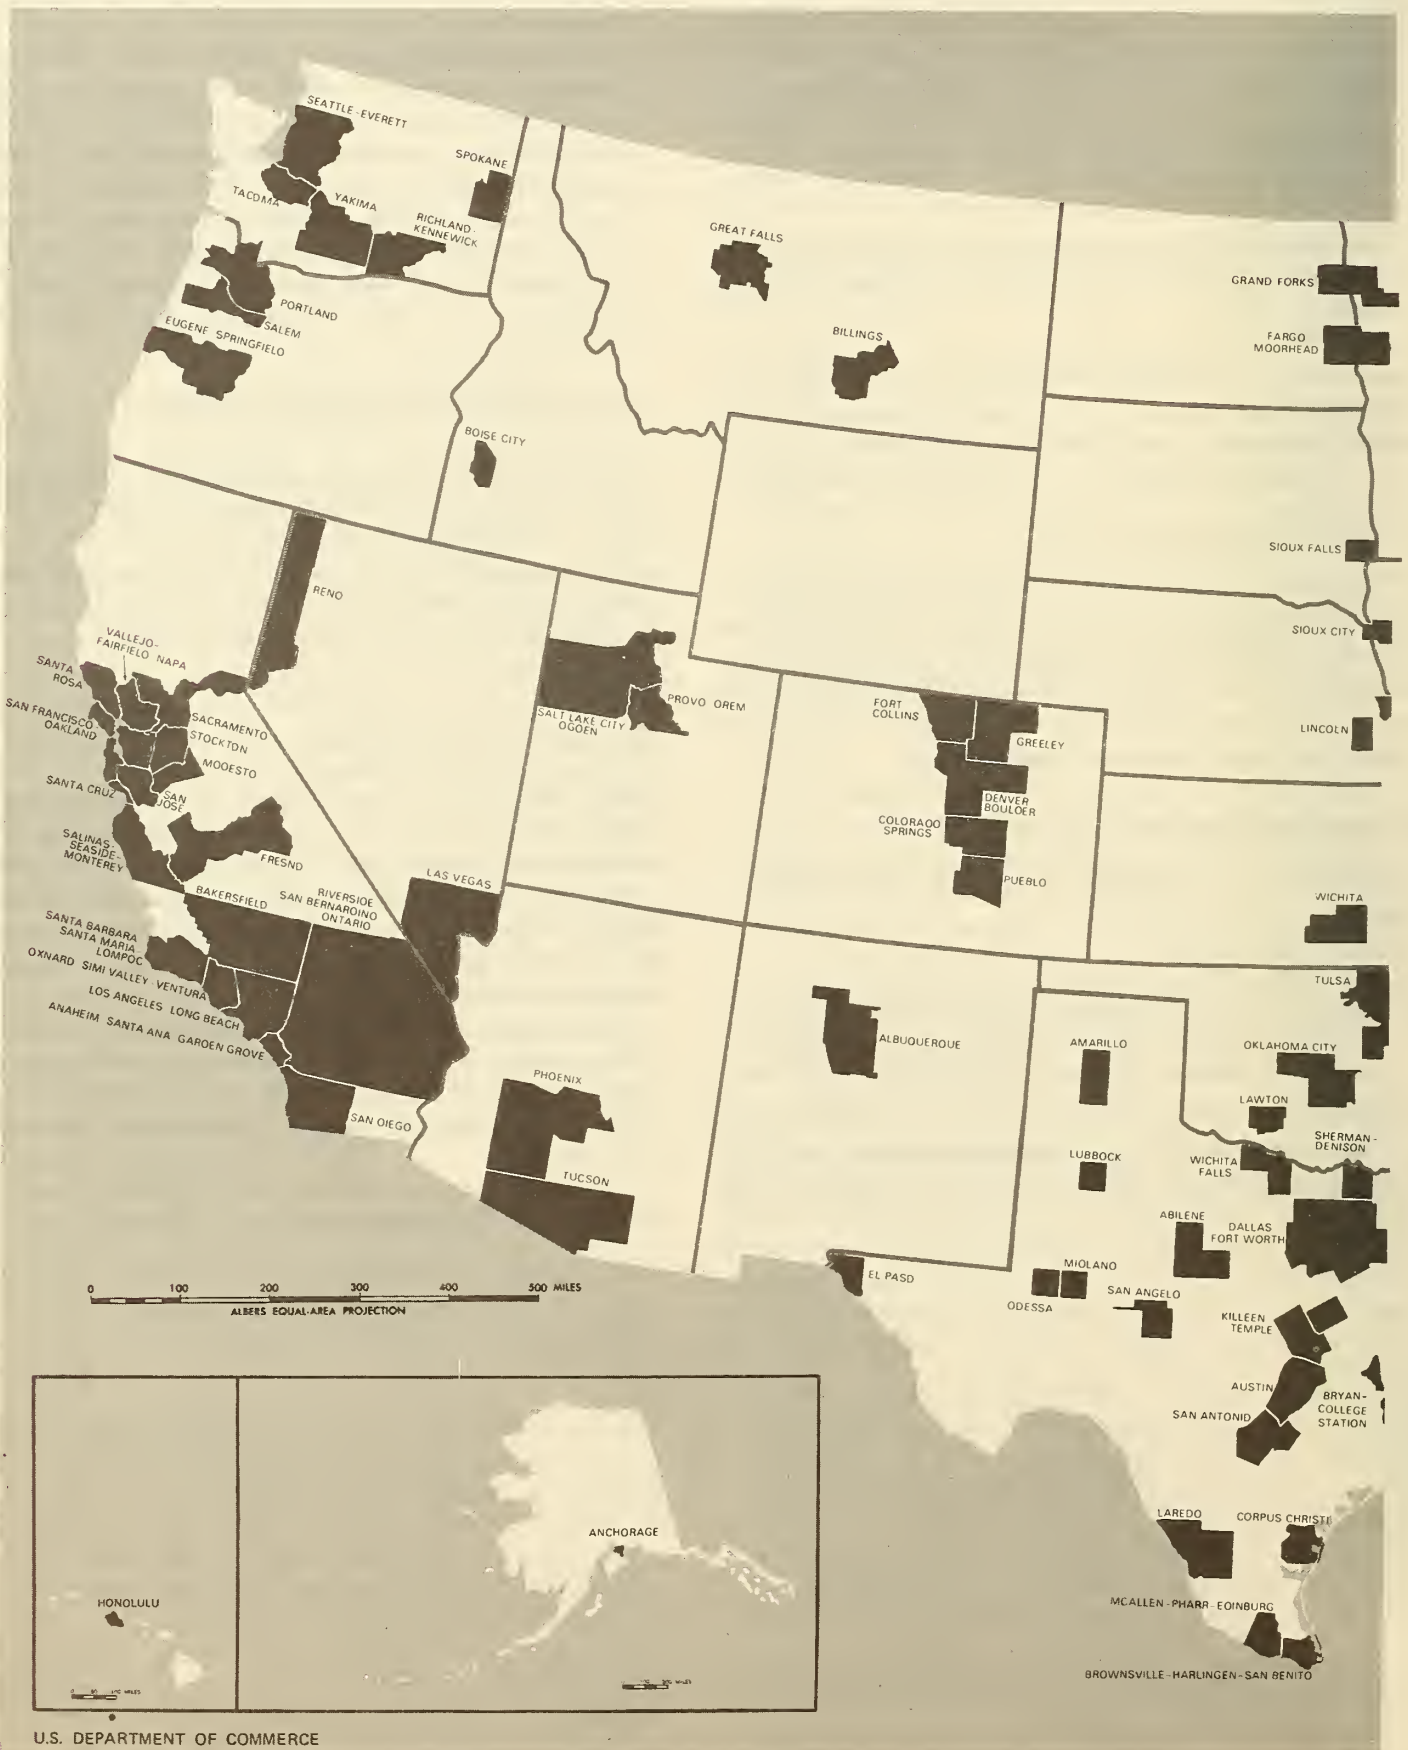 SEATTLE-EVERETT
SPOKANE
TACOMA
YAKIMA
RICHLAND-
KENNEWICK
PORTLAND
SALEM
EUGENE SPRINGFIELD
GREAT FALLS
BILLINGS
BOISE CITY
GRAND FORKS
FARGO
MOORHEAD
SIOUX FALLS
SIOUX CITY
LINCOLN
RENO
VALLEJO-
FAIRFIELD NAPA
SANTA
ROSA
SAN FRANCISCO-
OAKLAND
SACRAMENTO
STOCKTON
MODESTO
SANTA CRUZ
SAN
JOSE
SALINAS-
SEASIDE-
MONTEREY
FRESNO
SALT LAKE CITY
OGDEN
PROVO OREM
FORT
COLLINS
GREELEY
DENVER
BOULDER
COLORADO
SPRINGS
PUEBLO
BAKERSFIELD
RIVERSIDE
SAN BERNARDINO
ONTARIO
LAS VEGAS
SANTA BARBARA
SANTA MARIA
LOMPOC
OXNARD SIMI VALLEY-VENTURA
LOS ANGELES LONG BEACH
ANAHEIM SANTA ANA GARDEN GROVE
SAN DIEGO
PHOENIX
TUCSON
ALBUQUERQUE
WICHITA
TULSA
AMARILLO
OKLAHOMA CITY
LAWTON
SHERMAN-
DENISON
LUBBOCK
WICHITA
FALLS
ABILENE
DALLAS
FORT WORTH
EL PASO
MIDLAND
ODESSA
SAN ANGELO
KILLEEN
TEMPLE
AUSTIN
BRYAN-
COLLEGE
STATION
SAN ANTONIO
LAREDO
CORPUS CHRISTI
MCALLEN-PHARR-EDINBURG
BROWNSVILLE-HARLINGEN-SAN BENITO
0 100 200 300 400 500 MILES
ALBERS EQUAL-AREA PROJECTION
ANCHORAGE
HONOLULU
U.S. DEPARTMENT OF COMMERCE